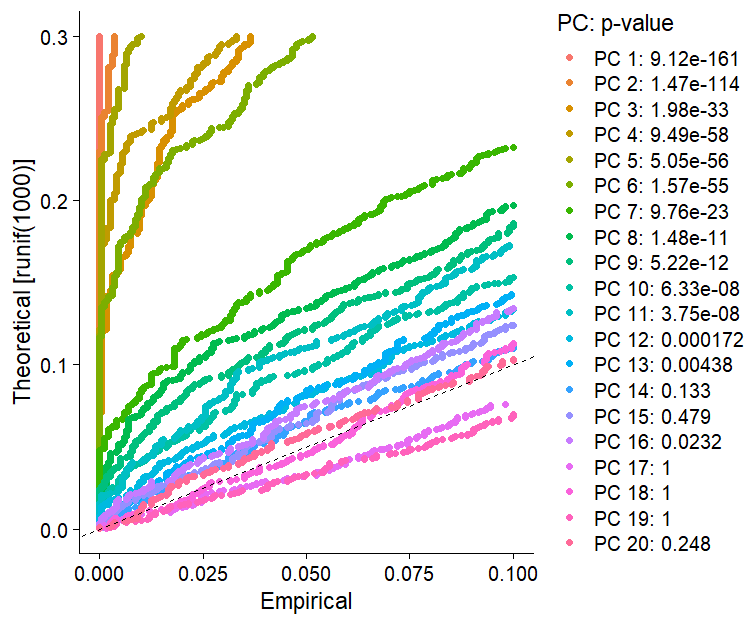 PC: p-value
PC 1: 9.12e-161
PC 2: 1.47e-114
PC 3: 1.98e-33
PC 4: 9.49e-58
PC 5: 5.05e-56
PC 6: 1.57e-55
PC 7: 9.76e-23
PC 8: 1.48e-11
PC 9: 5.22e-12
PC 10: 6.33e-08
PC 11: 3.75e-08
PC 12: 0.000172
PC 13: 0.00438
PC 14: 0.133
PC 15: 0.479
PC 16: 0.0232
PC 17: 1
PC 18: 1
PC 19: 1
PC 20: 0.248
Theoretical [runif(1000)]
0.3
0.2
0.1
0.0
0.000 0.025 0.050 0.075 0.100
Empirical